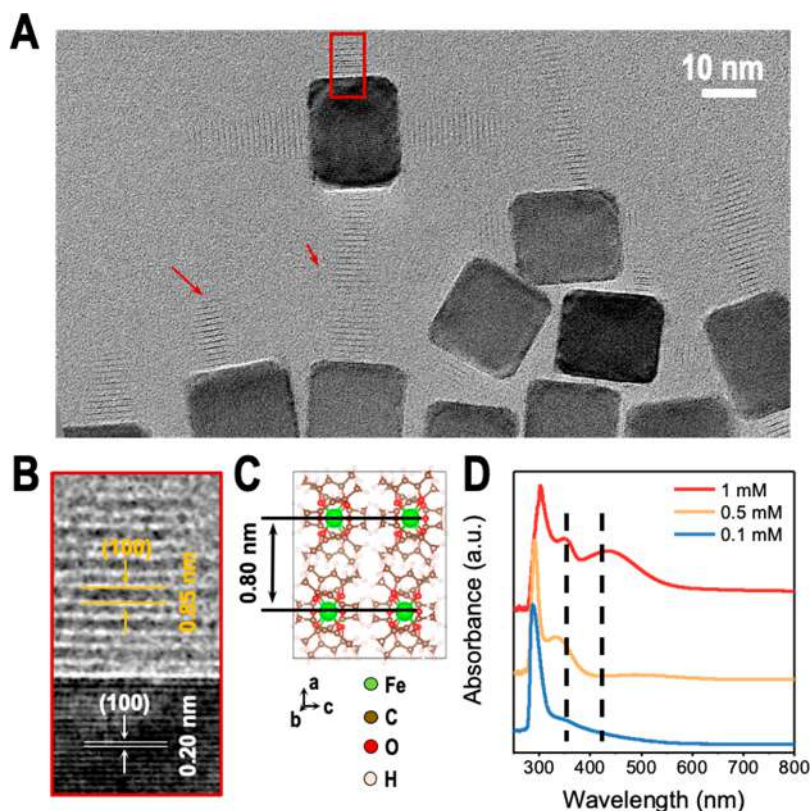 A
10 nm
B
(100)
0.85 nm
(100)
0.20 nm
C
0.80 nm
a
b
c
Fe
C
O
H
D
1 mM
0.5 mM
0.1 mM
Absorbance (a.u.)
300 400 500 600 700 800
Wavelength (nm)